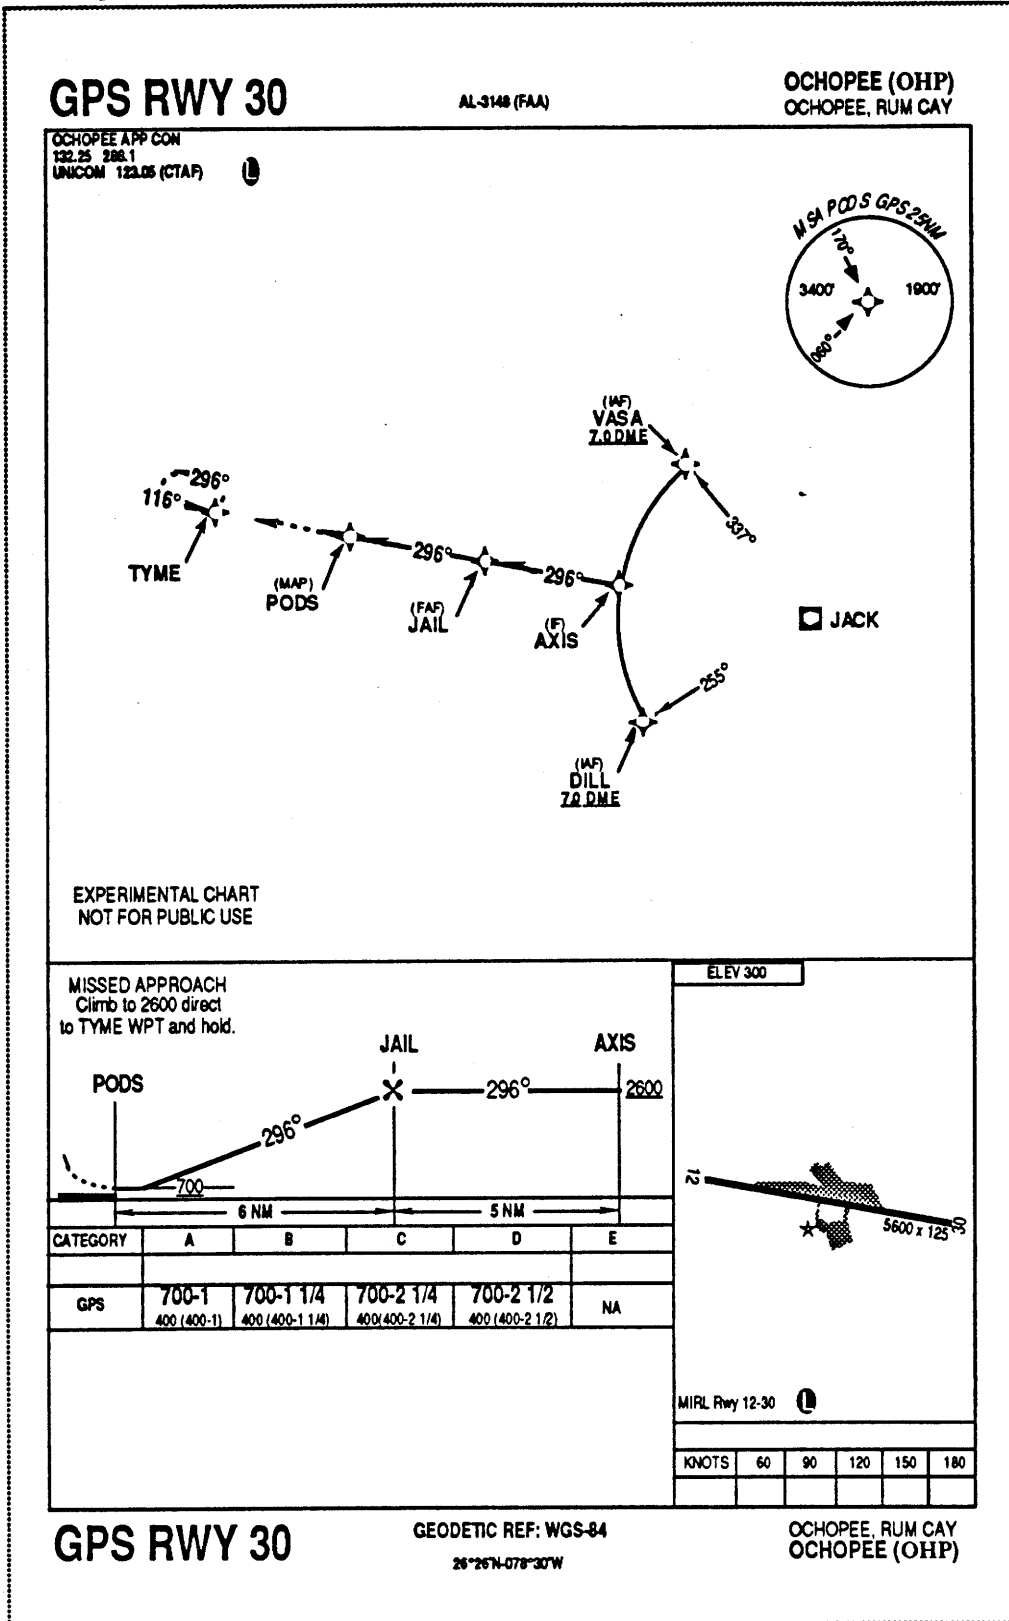 GPS RWY 30
AL-3148 (FAA)
OCHOPEE (OHP)
OCHOPEE, RUM CAY
OCHOPEE APP CON
132.25 288.1
UNICOM 123.05 (CTAF)
L
MSA PODS GPS 25NM
170°
3400'
1900'
060°
(IAF)
VASA
7.0 DME
337°
296°
116°
TYME
296°
(MAP)
PODS
296°
(FAF)
JAIL
(IF)
AXIS
JACK
255°
(IAF)
DILL
7.0 DME
EXPERIMENTAL CHART
NOT FOR PUBLIC USE
MISSED APPROACH
Climb to 2600 direct
to TYME WPT and hold.
JAIL
AXIS
PODS
296°
2600
296°
700
6 NM
5 NM
CATEGORY A B C D E
GPS
700-1
400 (400-1)
700-1 1/4
400 (400-1 1/4)
700-2 1/4
400(400-2 1/4)
700-2 1/2
400 (400-2 1/2)
NA
ELEV 300
12
30
5600 x 125
MIRL Rwy 12-30
L
KNOTS 60 90 120 150 180
GPS RWY 30
GEODETIC REF: WGS-84
26°26'N-078°30'W
OCHOPEE, RUM CAY
OCHOPEE (OHP)